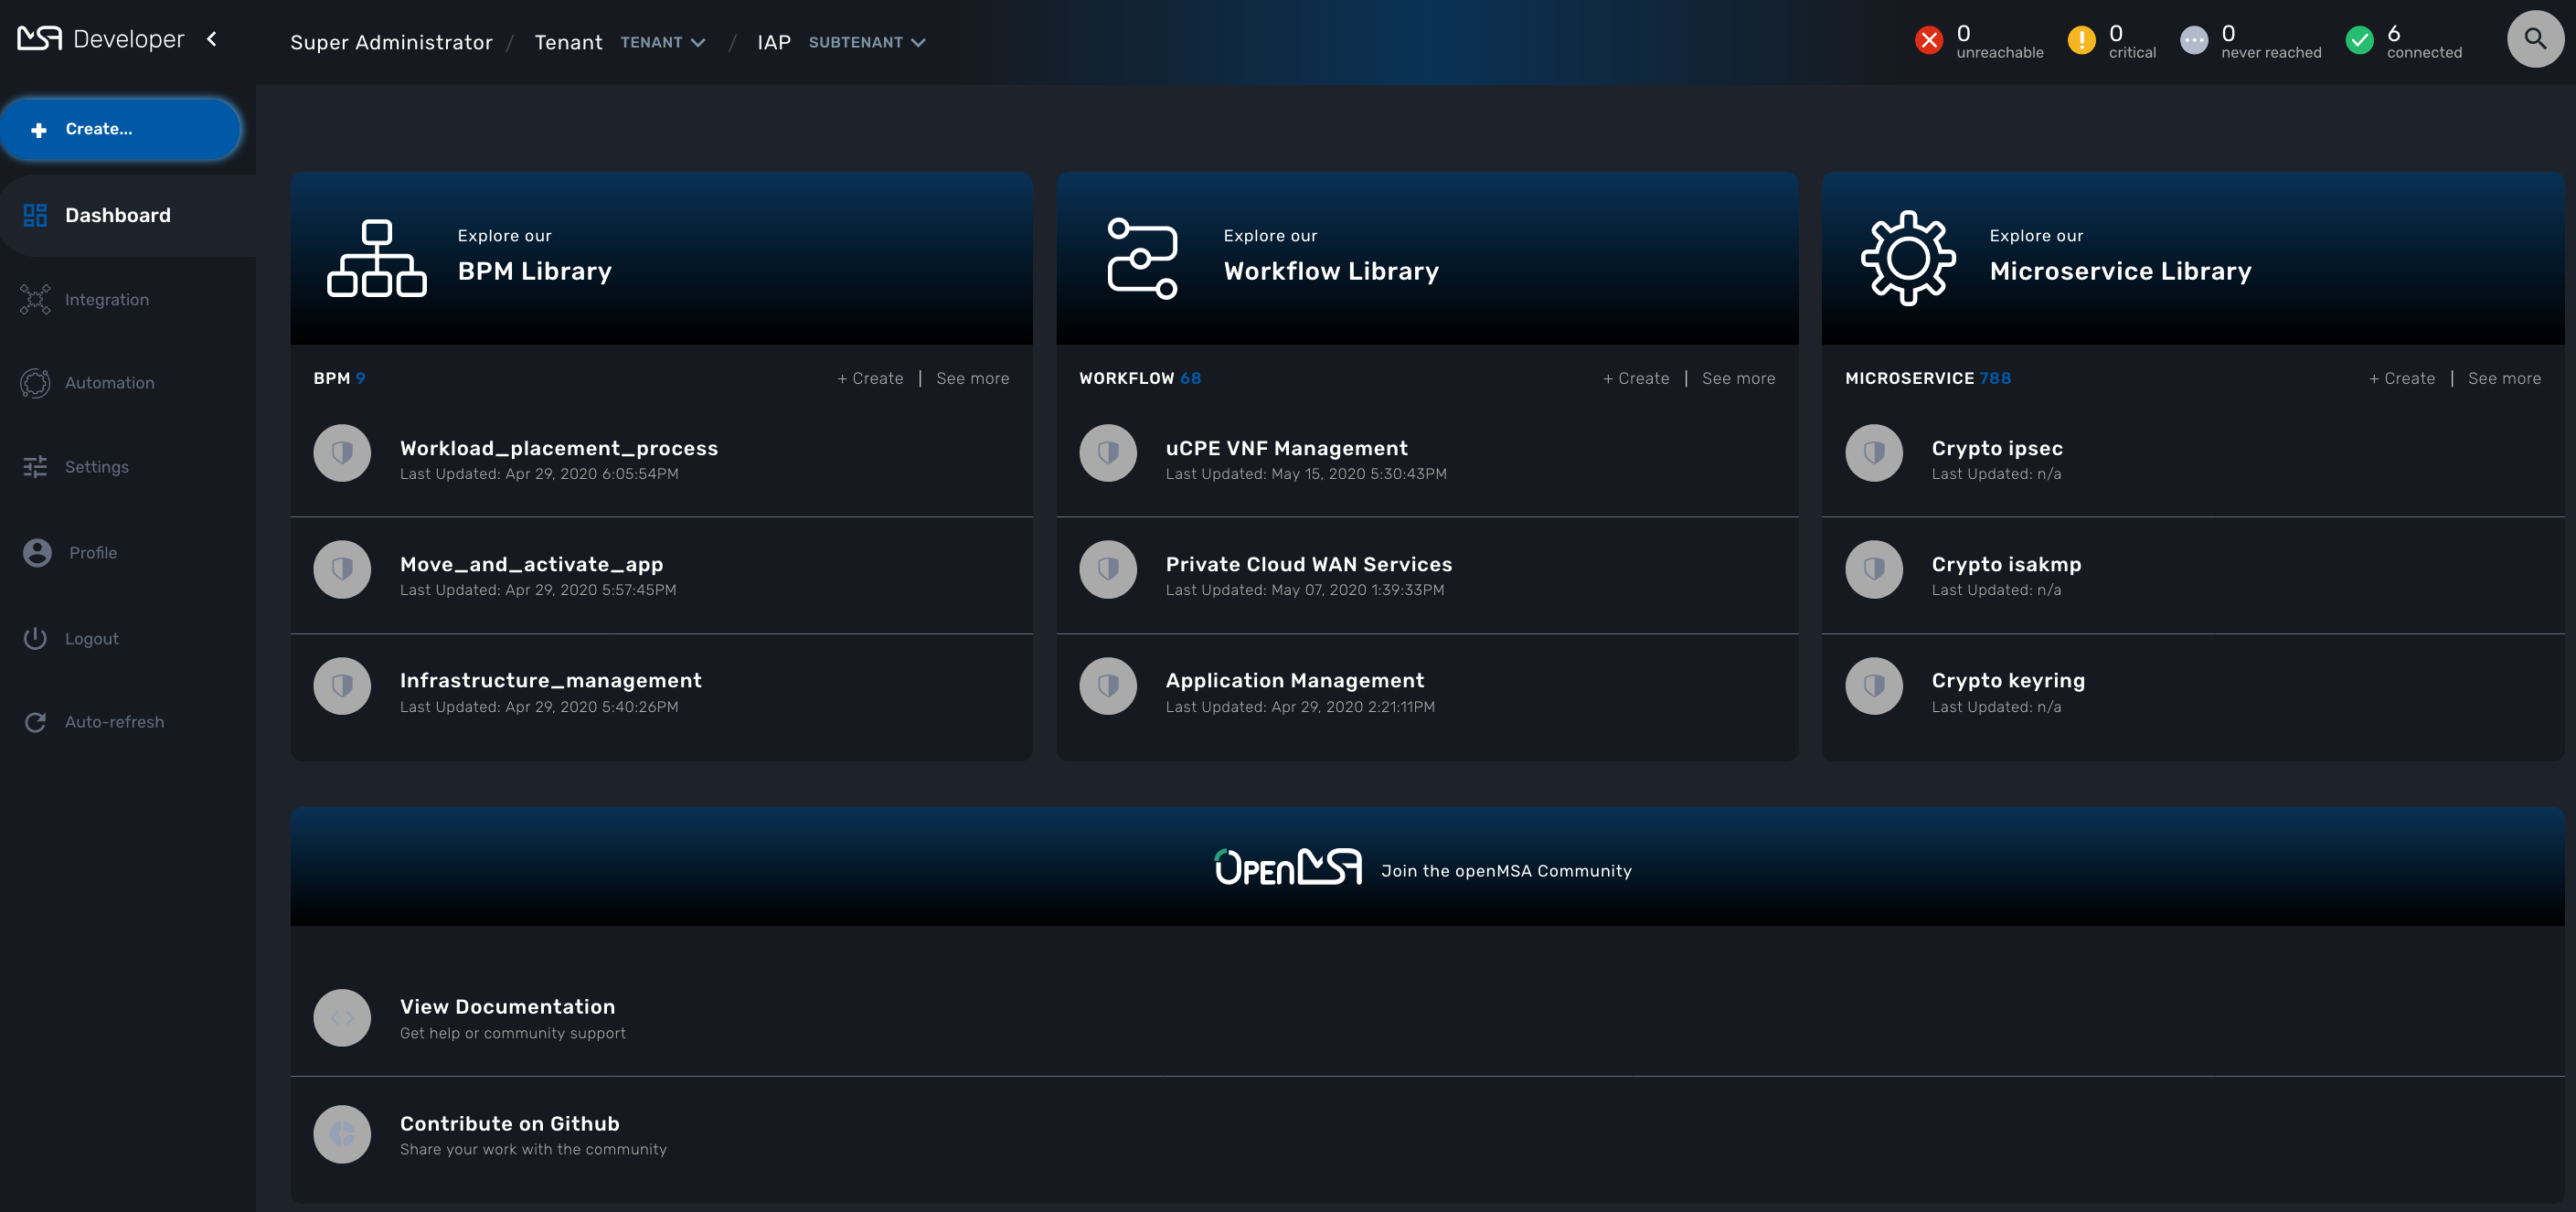 MSA Developer
Super Administrator / Tenant TENANT / IAP SUBTENANT
0 unreachable
0 critical
0 never reached
6 connected
Create...
Dashboard
Integration
Automation
Settings
Profile
Logout
Auto-refresh
Explore our
BPM Library
BPM 9
+ Create | See more
Workload_placement_process
Last Updated: Apr 29, 2020 6:05:54PM
Move_and_activate_app
Last Updated: Apr 29, 2020 5:57:45PM
Infrastructure_management
Last Updated: Apr 29, 2020 5:40:26PM
Explore our
Workflow Library
WORKFLOW 68
+ Create | See more
uCPE VNF Management
Last Updated: May 15, 2020 5:30:43PM
Private Cloud WAN Services
Last Updated: May 07, 2020 1:39:33PM
Application Management
Last Updated: Apr 29, 2020 2:21:11PM
Explore our
Microservice Library
MICROSERVICE 788
+ Create | See more
Crypto ipsec
Last Updated: n/a
Crypto isakmp
Last Updated: n/a
Crypto keyring
Last Updated: n/a
OPENMSA Join the openMSA Community
View Documentation
Get help or community support
Contribute on Github
Share your work with the community